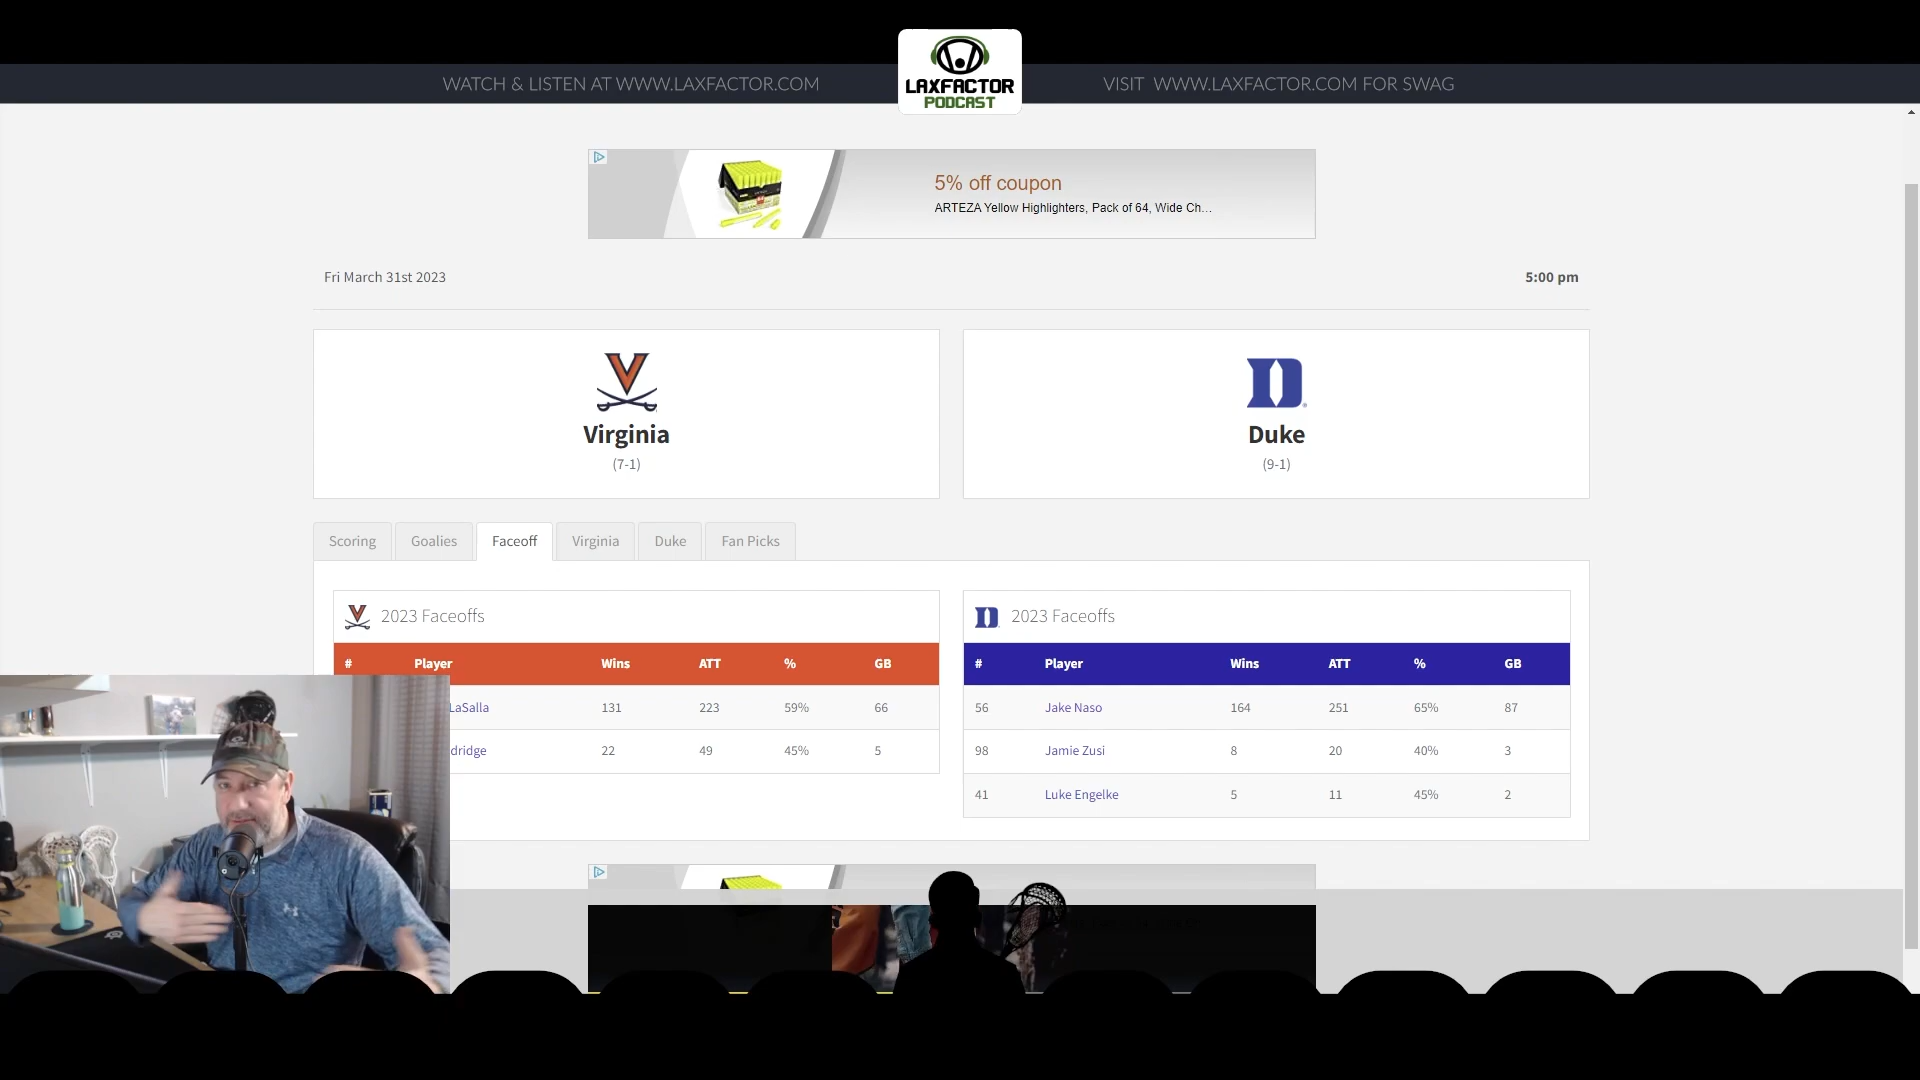 WATCH & LISTEN AT WWW.LAXFACTOR.COM
LAXFACTOR
PODCAST
VISIT WWW.LAXFACTOR.COM FOR SWAG
5% off coupon
ARTEZA Yellow Highlighters, Pack of 64, Wide Ch...
Fri March 31st 2023
5:00 pm
Virginia
(7-1)
Duke
(9-1)
Scoring Goalies Faceoff Virginia Duke Fan Picks
2023 Faceoffs
# Player Wins ATT % GB
LaSalla 131 223 59% 66
dridge 22 49 45% 5
2023 Faceoffs
# Player Wins ATT % GB
56 Jake Naso 164 251 65% 87
98 Jamie Zusi 8 20 40% 3
41 Luke Engelke 5 11 45% 2